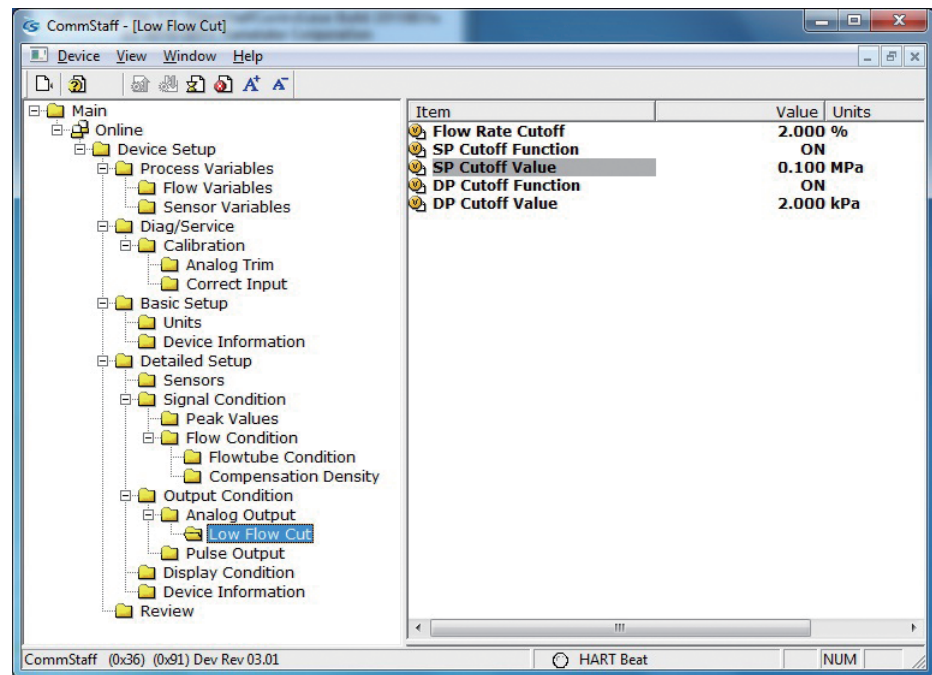 CommStaff - [Low Flow Cut]
Device View Window Help
Main
Online
Device Setup
Process Variables
Flow Variables
Sensor Variables
Diag/Service
Calibration
Analog Trim
Correct Input
Basic Setup
Units
Device Information
Detailed Setup
Sensors
Signal Condition
Peak Values
Flow Condition
Flowtube Condition
Compensation Density
Output Condition
Analog Output
Low Flow Cut
Pulse Output
Display Condition
Device Information
Review
Item Value Units
Flow Rate Cutoff 2.000 %
SP Cutoff Function ON
SP Cutoff Value 0.100 MPa
DP Cutoff Function ON
DP Cutoff Value 2.000 kPa
CommStaff (0x36) (0x91) Dev Rev 03.01 HART Beat NUM